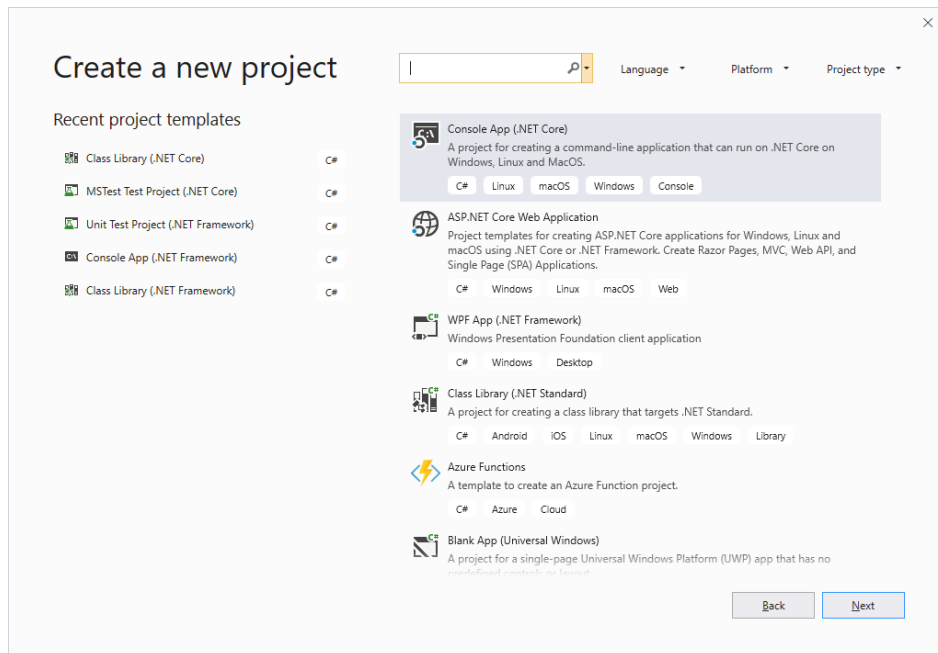 Create a new project
Language
Platform
Project type
Recent project templates
Class Library (.NET Core)
C#
MSTest Test Project (.NET Core)
C#
Unit Test Project (.NET Framework)
C#
Console App (.NET Framework)
C#
Class Library (.NET Framework)
C#
Console App (.NET Core)
A project for creating a command-line application that can run on .NET Core on
Windows, Linux and MacOS.
C# Linux macOS Windows Console
ASP.NET Core Web Application
Project templates for creating ASP.NET Core applications for Windows, Linux and
macOS using .NET Core or .NET Framework. Create Razor Pages, MVC, Web API, and
Single Page (SPA) Applications.
C# Windows Linux macOS Web
WPF App (.NET Framework)
Windows Presentation Foundation client application
C# Windows Desktop
Class Library (.NET Standard)
A project for creating a class library that targets .NET Standard.
C# Android iOS Linux macOS Windows Library
Azure Functions
A template to create an Azure Function project.
C# Azure Cloud
Blank App (Universal Windows)
A project for a single-page Universal Windows Platform (UWP) app that has no
predefined controls or layout.
Back
Next